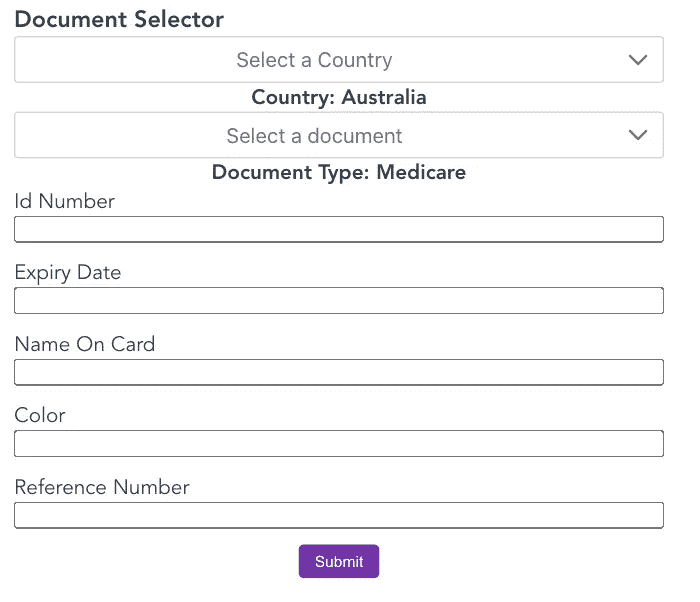 Document Selector
Select a Country
Country: Australia
Select a document
Document Type: Medicare
Id Number
Expiry Date
Name On Card
Color
Reference Number
Submit